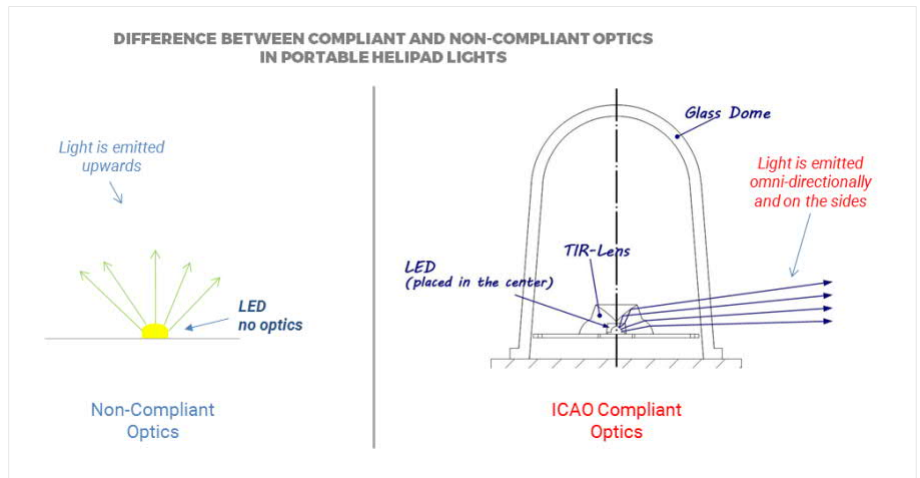 DIFFERENCE BETWEEN COMPLIANT AND NON-COMPLIANT OPTICS
IN PORTABLE HELIPAD LIGHTS
Light is emitted
upwards
LED
no optics
Non-Compliant
Optics
Glass Dome
Light is emitted
omni-directionally
and on the sides
TIR-Lens
LED
(placed in the center)
ICAO Compliant
Optics